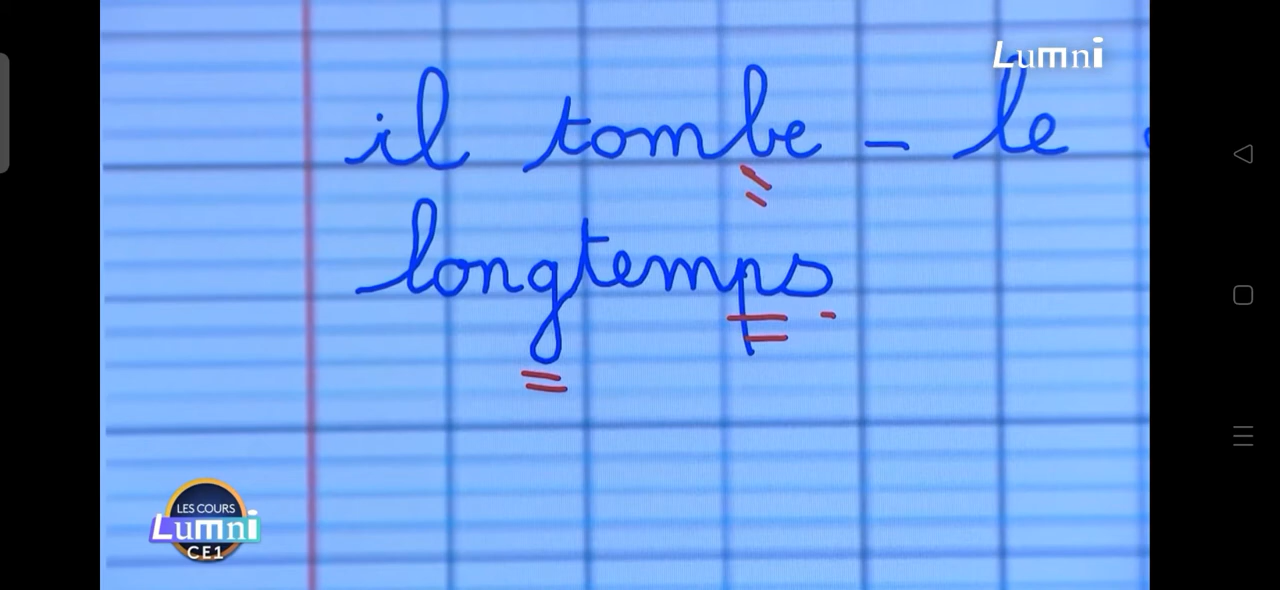 Lumni
il tombe - le
longtemps
LES COURS
Lumni
CE1